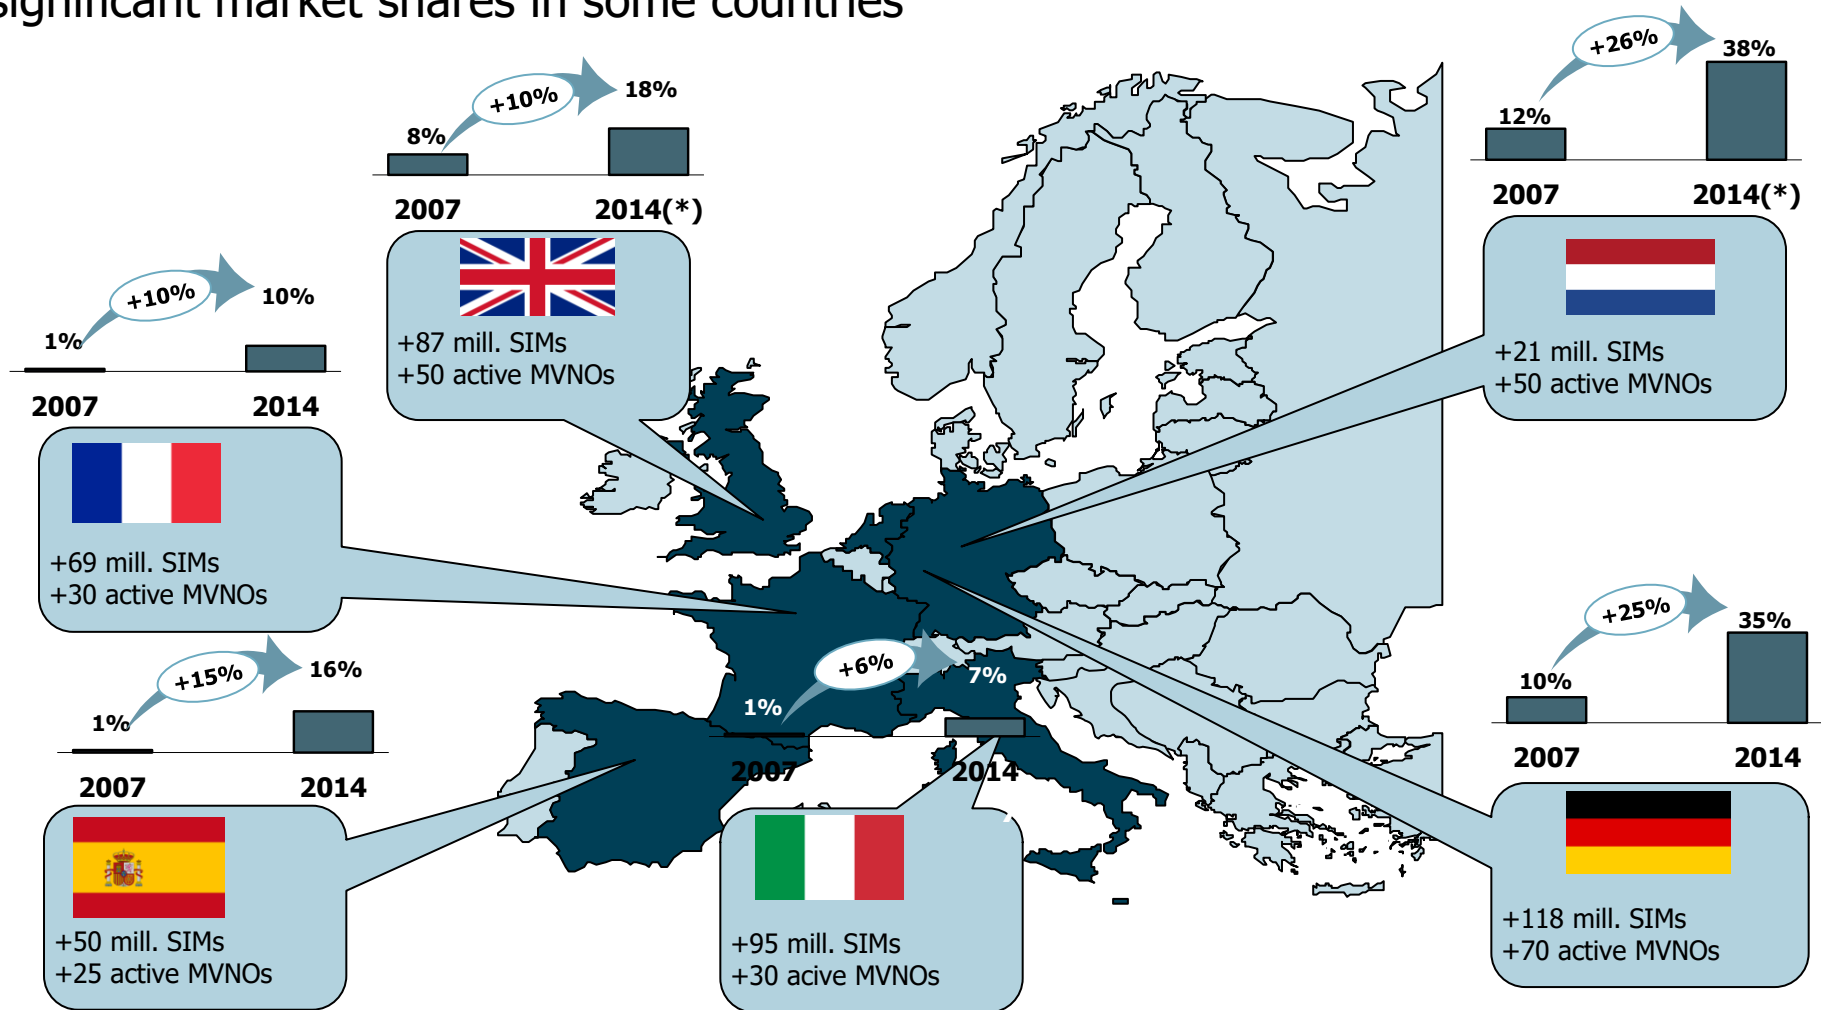 significant market shares in some countries
+10%
8%
18%
2007
2014(*)
+87 mill. SIMs
+50 active MVNOs
+26%
12%
38%
2007
2014(*)
+21 mill. SIMs
+50 active MVNOs
+10%
1%
10%
2007
2014
+69 mill. SIMs
+30 active MVNOs
+15%
1%
16%
2007
2014
+50 mill. SIMs
+25 active MVNOs
+6%
1%
7%
2007
2014
+95 mill. SIMs
+30 acive MVNOs
+25%
10%
35%
2007
2014
+118 mill. SIMs
+70 active MVNOs